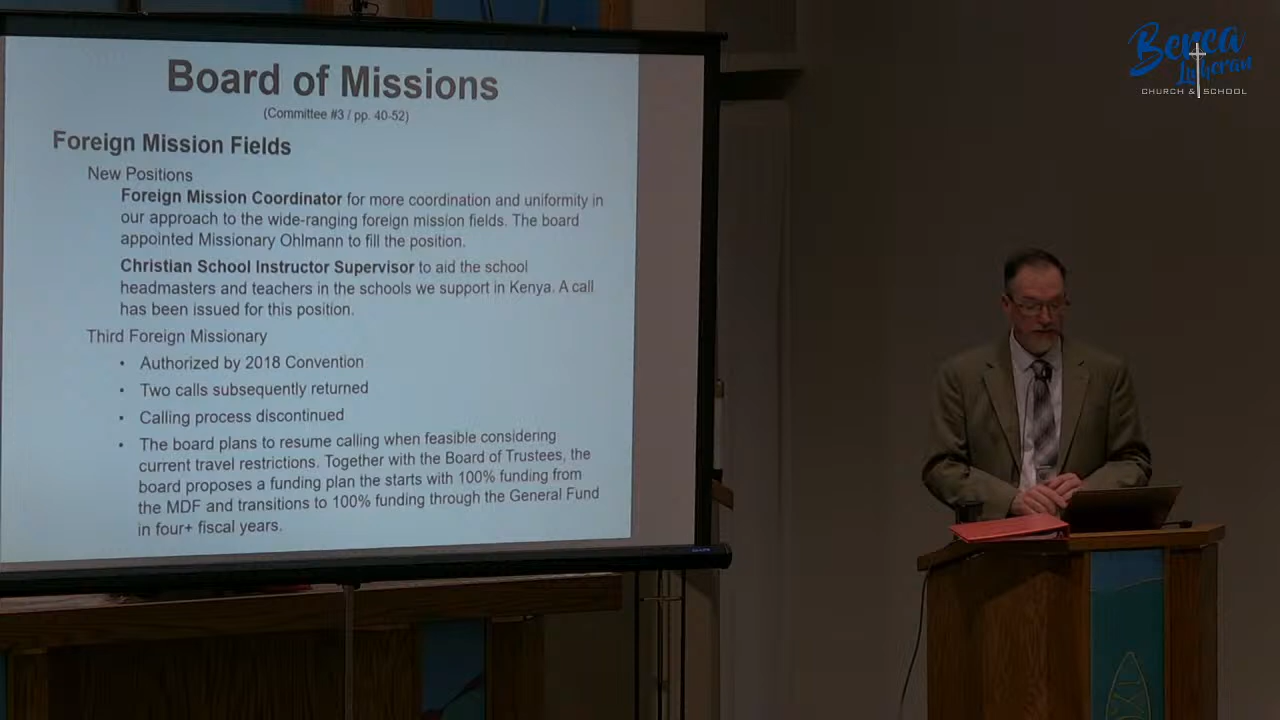 Board of Missions
(Committee #3 / pp. 40-52)
Foreign Mission Fields
New Positions
Foreign Mission Coordinator for more coordination and uniformity in
our approach to the wide-ranging foreign mission fields. The board
appointed Missionary Ohlmann to fill the position.
Christian School Instructor Supervisor to aid the school
headmasters and teachers in the schools we support in Kenya. A call
has been issued for this position.
Third Foreign Missionary
• Authorized by 2018 Convention
• Two calls subsequently returned
• Calling process discontinued
• The board plans to resume calling when feasible considering
current travel restrictions. Together with the Board of Trustees, the
board proposes a funding plan the starts with 100% funding from
the MDF and transitions to 100% funding through the General Fund
in four+ fiscal years.
Berea
Lutheran
CHURCH & SCHOOL